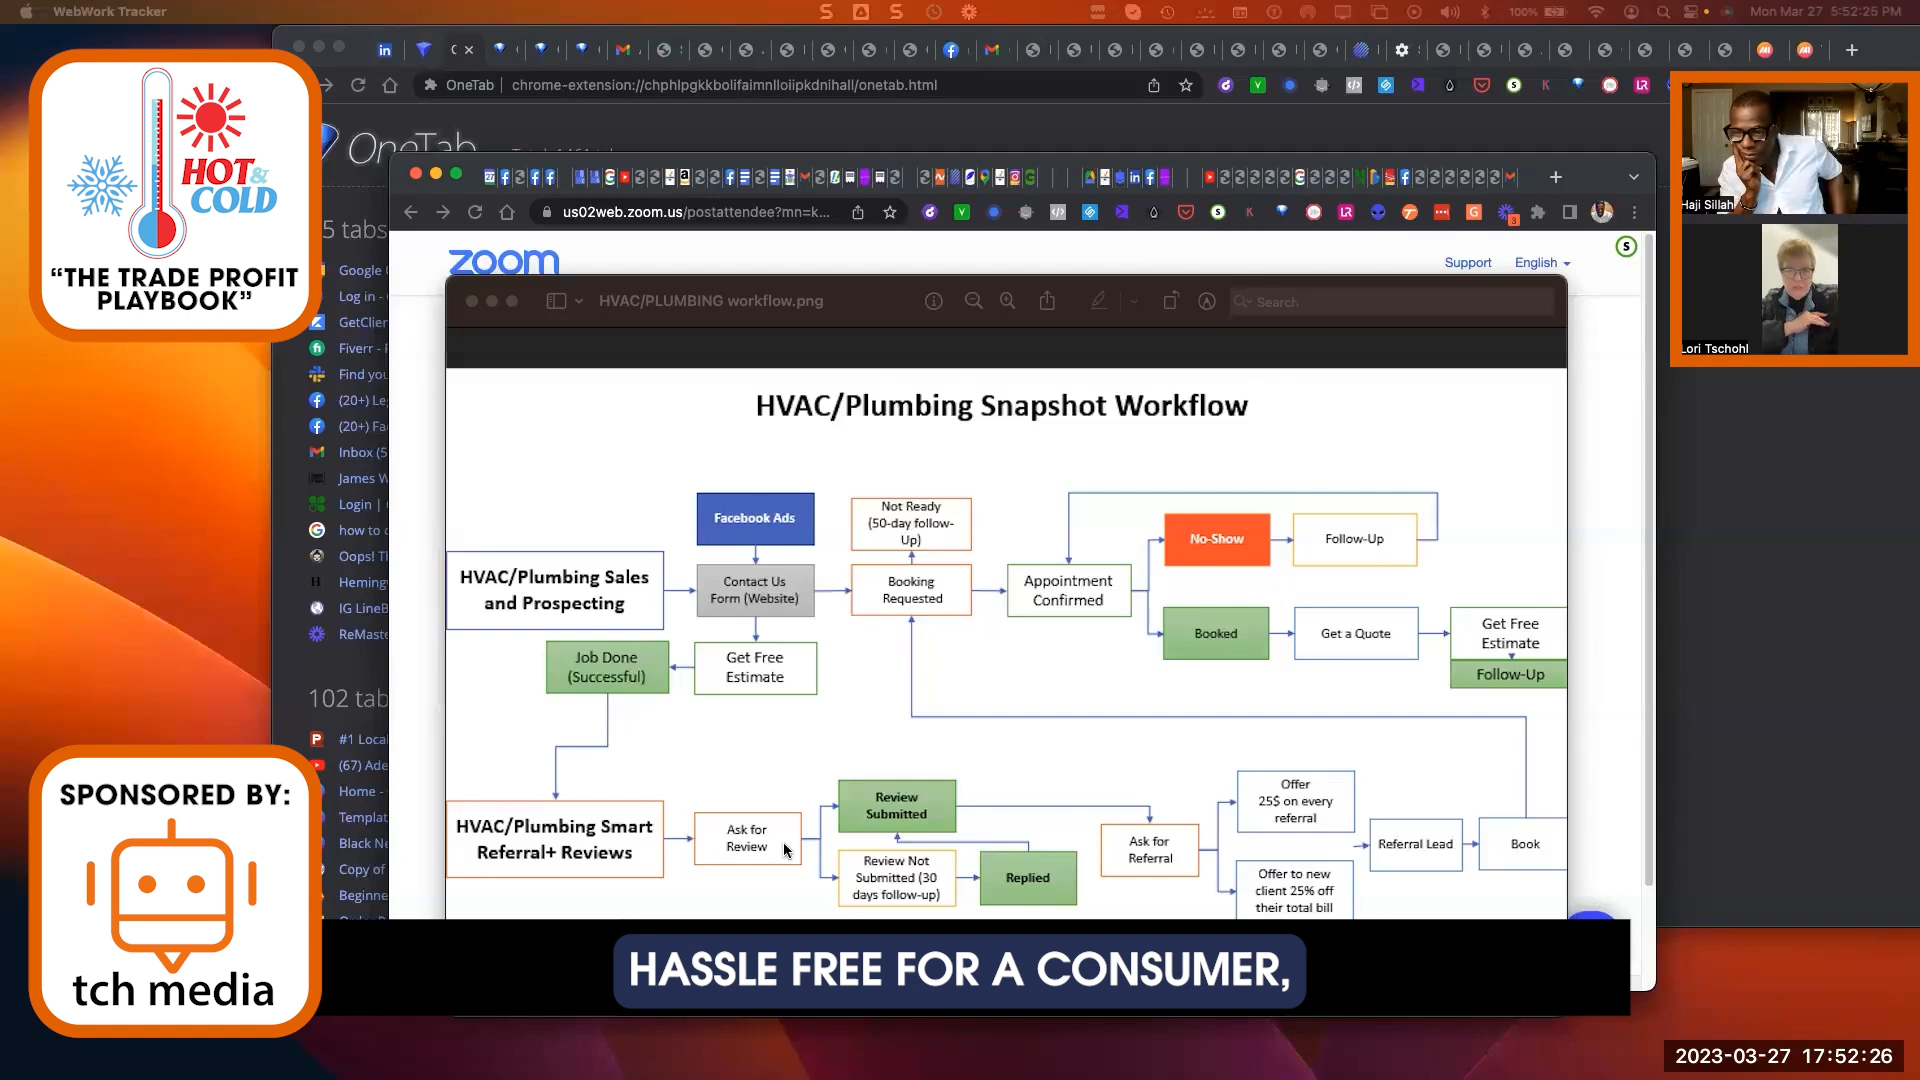 WebWork Tracker
100%
Mon Mar 27 5:52:25 PM
OneTab
chrome-extension://chphlpgkkbolifaimnlloiipkdnihall/onetab.html
HOT&
COLD
“THE TRADE PROFIT
PLAYBOOK”
OneTab
5 tabs
Google
Log in -
GetClien
Fiverr -
Find you
(20+) Le
(20+) Fa
Inbox (5
James W
Login |
how to c
Oops! Th
Heming
IG LineB
ReMaste
102 tab
#1 Local
(67) Ade
Home -
Templat
Black Ne
Copy of
Beginne
us02web.zoom.us/postattendee?mn=k...
zoom
Support
English
HVAC/PLUMBING workflow.png
Search
Haji Sillah
Lori Tschohl
HVAC/Plumbing Snapshot Workflow
Facebook Ads
Not Ready
(50-day follow-
Up)
No-Show
Follow-Up
HVAC/Plumbing Sales
and Prospecting
Contact Us
Form (Website)
Booking
Requested
Appointment
Confirmed
Booked
Get a Quote
Get Free
Estimate
Follow-Up
Job Done
(Successful)
Get Free
Estimate
HVAC/Plumbing Smart
Referral+ Reviews
Ask for
Review
Review
Submitted
Review Not
Submitted (30
days follow-up)
Replied
Ask for
Referral
Offer
25$ on every
referral
Offer to new
client 25% off
their total bill
Referral Lead
Book
SPONSORED BY:
tch media
HASSLE FREE FOR A CONSUMER,
2023-03-27 17:52:26